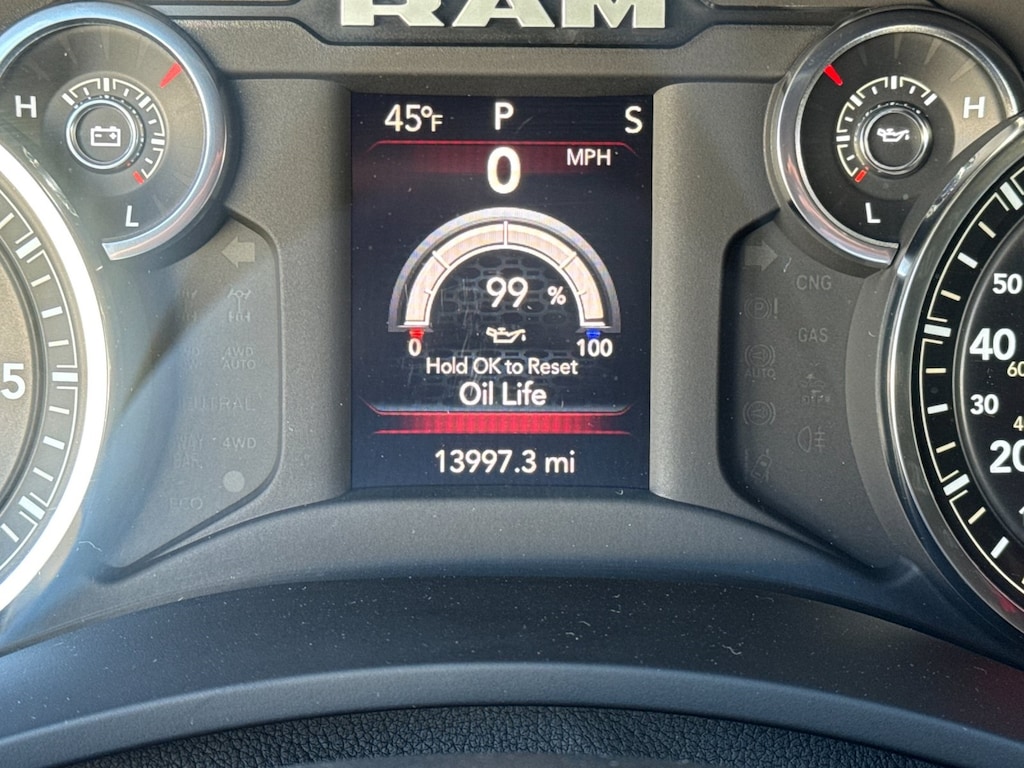 RAM
H
L
45°F P S
0 MPH
99 %
0 100
Hold OK to Reset
Oil Life
13997.3 mi
H
L
CNG
GAS
AUTO
4WD
AUTO
NEUTRAL
4WD
5
50
40
60
30
20